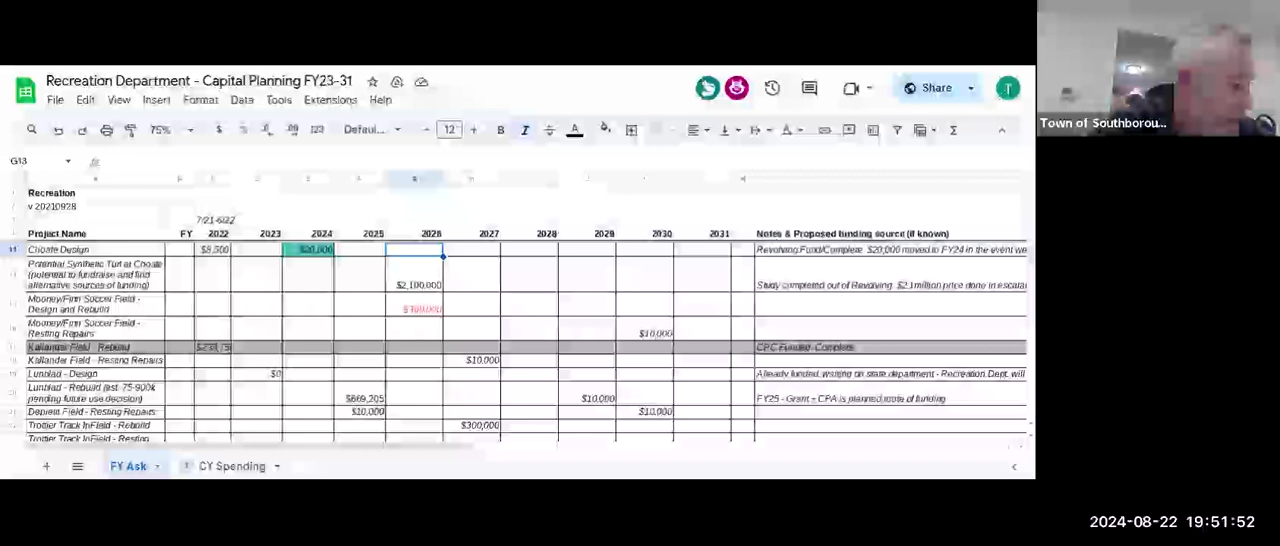 Recreation Department - Capital Planning FY23-31
File Edit View Insert Format Data Tools Extensions Help
Share
T
75%
$ % .0 .00 123 Defaul... − 12 + B I
G13
Town of Southborou...
Recreation
v 20210928
7/21-6/22
Project Name FY 2022 2023 2024 2025 2026 2027 2028 2029 2030 2031 Notes & Proposed funding source (if known)
Choate Design $8,500 $20,000 Revolving Fund/Complete $20,000 moved to FY24 in the event we
Potential Synthetic Turf at Choate
(potential to fundraise and find
alternative sources of funding) $2,100,000 Study completed out of Revolving. $2.1million price done in escalat
Mooney/Finn Soccer Field -
Design and Rebuild
Mooney/Finn Soccer Field -
Resting Repairs $10,000
Kallander Field - Rebuild CPC Funded. Complete
Kallander Field - Resting Repairs $10,000
Lunblad - Design $0 Already funded, waiting on state department - Recreation Dept. will
Lunblad - Rebuild (est. 75-900k
pending future use decision) $869,205 $10,000 FY25 - Grant + CPA is planned route of funding
Depietri Field - Resting Repairs $10,000 $10,000
Trottier Track InField - Rebuild $300,000
Trottier Track InField - Resting
+ FY Ask CY Spending
2024-08-22 19:51:52